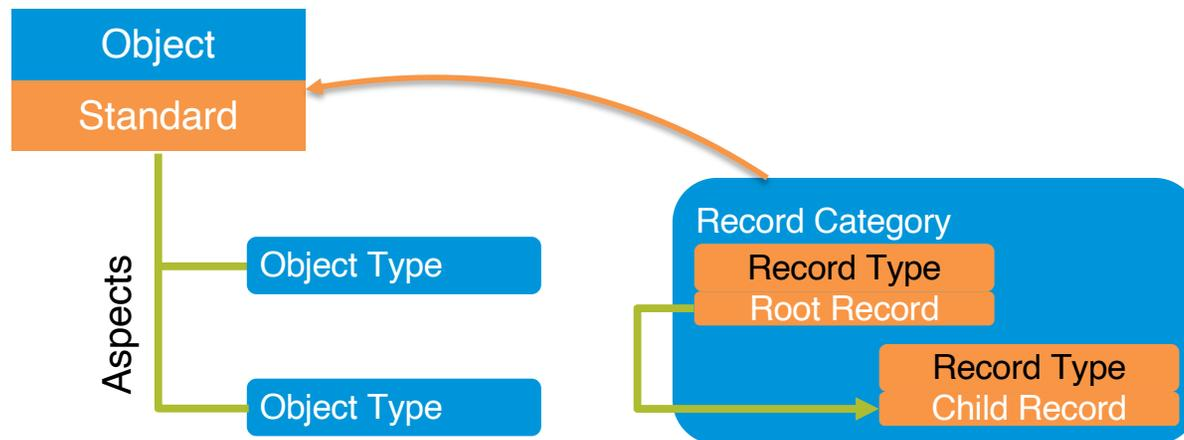 Object
Standard
Aspects
Object Type
Object Type
Record Category
Record Type
Root Record
Record Type
Child Record